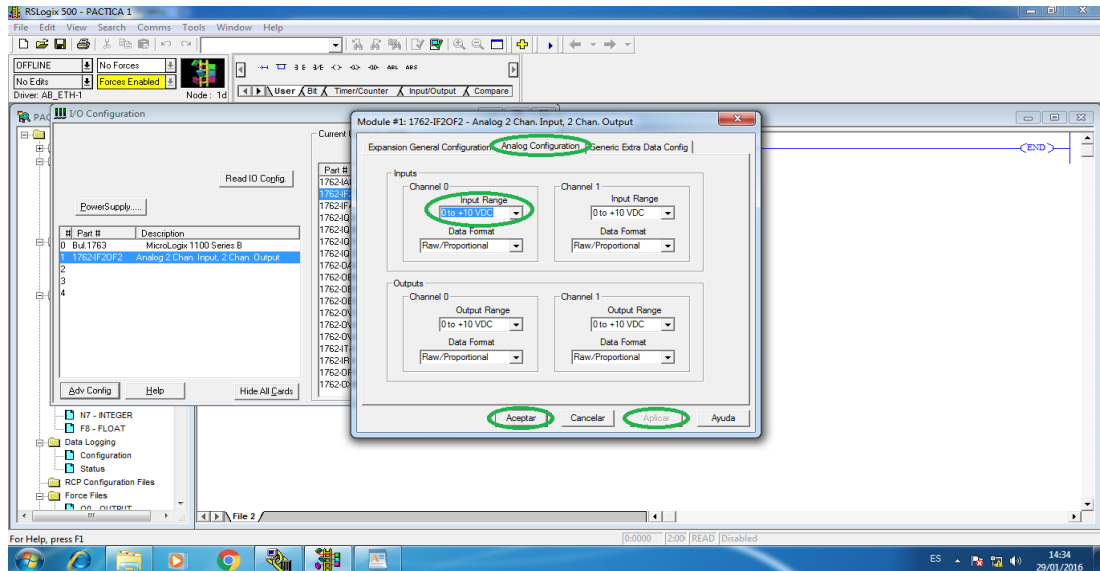 RSLogix 500 - PACTICA 1
File Edit View Search Comms Tools Window Help
OFFLINE No Forces
No Edits Forces Enabled
Driver: AB_ETH-1 Node: 1d
User Bit Timer/Counter Input/Output Compare
I/O Configuration
Read IO Config.
PowerSupply.....
# Part # Description
0 Bul.1763 MicroLogix 1100 Series B
1 1762-IF2OF2 Analog 2 Chan. Input, 2 Chan. Output
2
3
4
Adv Config Help Hide All Cards
Part #
Module #1: 1762-IF2OF2 - Analog 2 Chan. Input, 2 Chan. Output
Expansion General Configuration Analog Configuration Generic Extra Data Config
Inputs
Channel 0 Channel 1
Input Range Input Range
0 to +10 VDC 0 to +10 VDC
Data Format Data Format
Raw/Proportional Raw/Proportional
Outputs
Channel 0 Channel 1
Output Range Output Range
0 to +10 VDC 0 to +10 VDC
Data Format Data Format
Raw/Proportional Raw/Proportional
Aceptar Cancelar Aplicar Ayuda
END
N7 - INTEGER
F8 - FLOAT
Data Logging
Configuration
Status
RCP Configuration Files
Force Files
O0 - OUTPUT
File 2
For Help, press F1 0:0000 2:00 READ Disabled
ES 14:34
29/01/2016